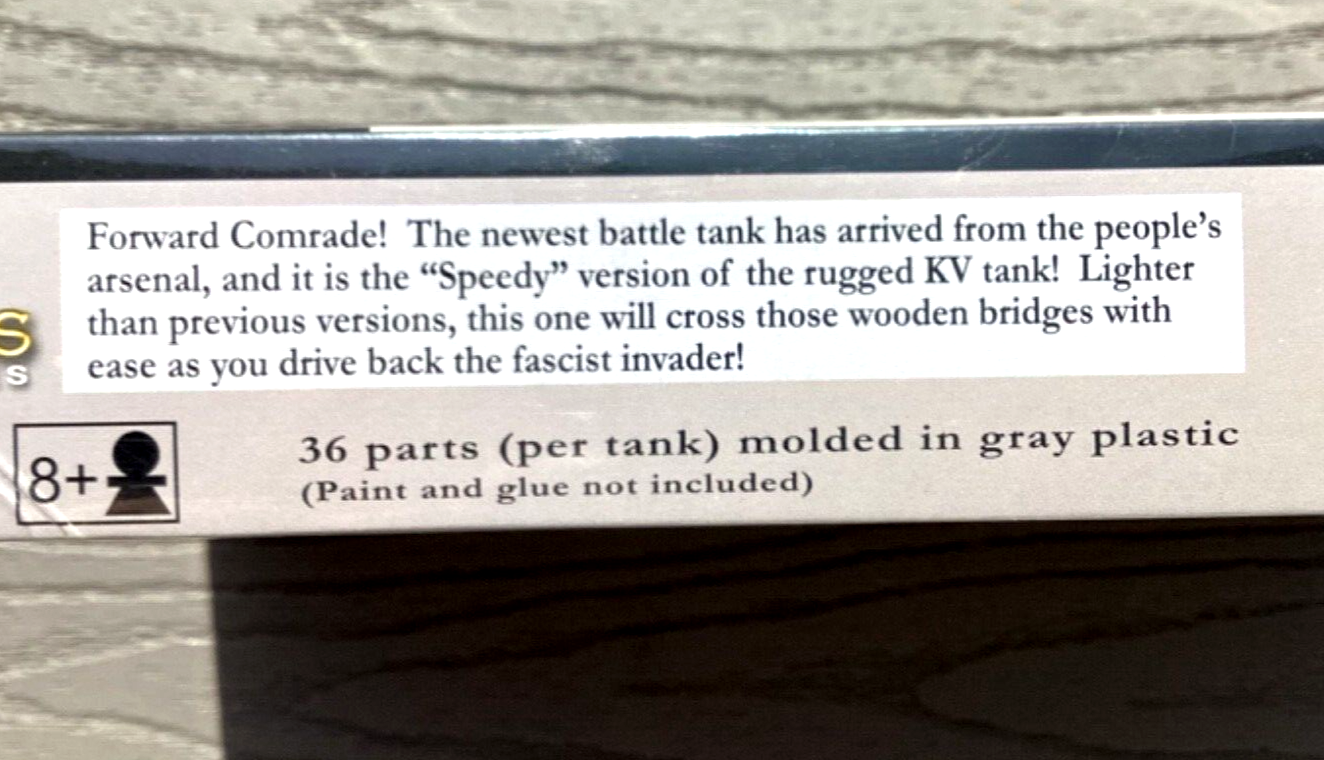 Forward Comrade! The newest battle tank has arrived from the people's
arsenal, and it is the “Speedy” version of the rugged KV tank! Lighter
than previous versions, this one will cross those wooden bridges with
ease as you drive back the fascist invader!
S
s
8+
36 parts (per tank) molded in gray plastic
(Paint and glue not included)